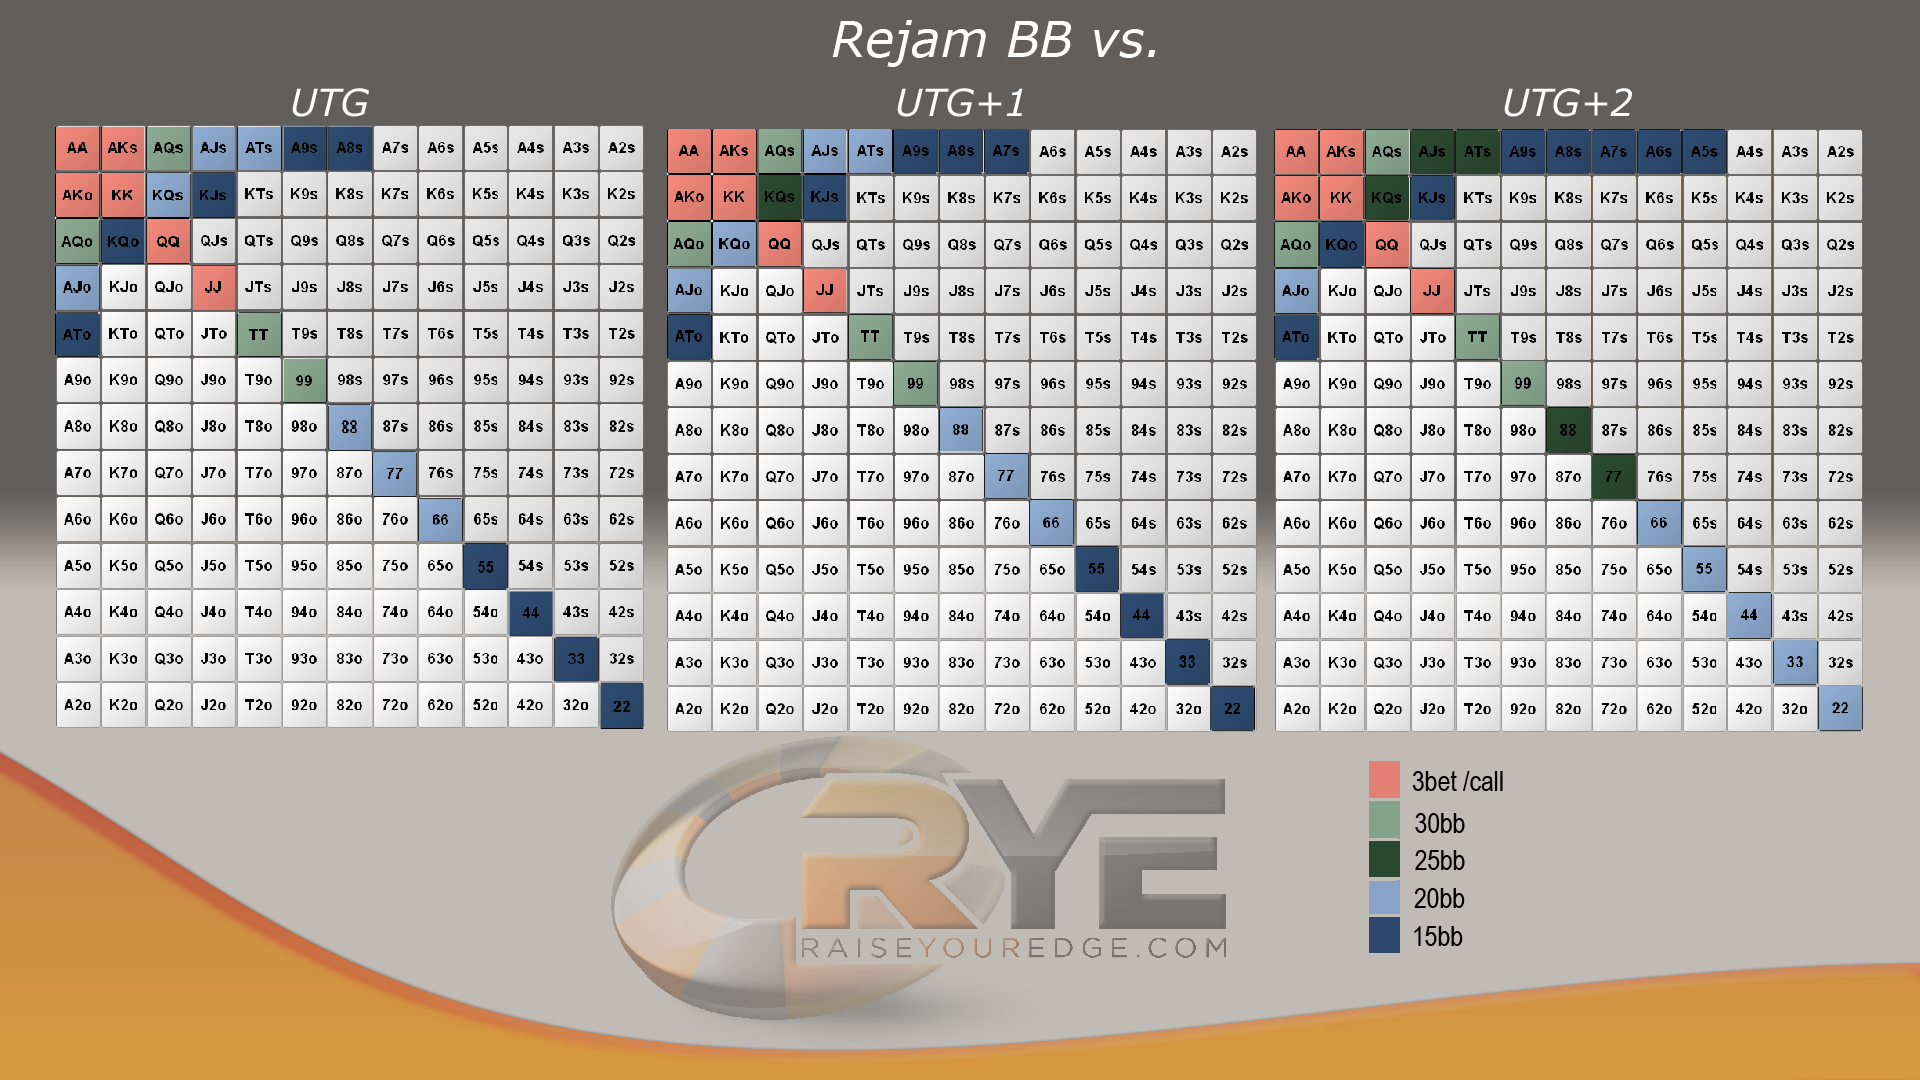 Rejam BB vs.
UTG
UTG+1
UTG+2
AA AKs AQs AJs ATs A9s A8s A7s A6s A5s A4s A3s A2s
AKo KK KQs KJs KTs K9s K8s K7s K6s K5s K4s K3s K2s
AQo KQo QQ QJs QTs Q9s Q8s Q7s Q6s Q5s Q4s Q3s Q2s
AJo KJo QJo JJ JTs J9s J8s J7s J6s J5s J4s J3s J2s
ATo KTo QTo JTo TT T9s T8s T7s T6s T5s T4s T3s T2s
A9o K9o Q9o J9o T9o 99 98s 97s 96s 95s 94s 93s 92s
A8o K8o Q8o J8o T8o 98o 88 87s 86s 85s 84s 83s 82s
A7o K7o Q7o J7o T7o 97o 87o 77 76s 75s 74s 73s 72s
A6o K6o Q6o J6o T6o 96o 86o 76o 66 65s 64s 63s 62s
A5o K5o Q5o J5o T5o 95o 85o 75o 65o 55 54s 53s 52s
A4o K4o Q4o J4o T4o 94o 84o 74o 64o 54o 44 43s 42s
A3o K3o Q3o J3o T3o 93o 83o 73o 63o 53o 43o 33 32s
A2o K2o Q2o J2o T2o 92o 82o 72o 62o 52o 42o 32o 22
AA AKs AQs AJs ATs A9s A8s A7s A6s A5s A4s A3s A2s
AKo KK KQs KJs KTs K9s K8s K7s K6s K5s K4s K3s K2s
AQo KQo QQ QJs QTs Q9s Q8s Q7s Q6s Q5s Q4s Q3s Q2s
AJo KJo QJo JJ JTs J9s J8s J7s J6s J5s J4s J3s J2s
ATo KTo QTo JTo TT T9s T8s T7s T6s T5s T4s T3s T2s
A9o K9o Q9o J9o T9o 99 98s 97s 96s 95s 94s 93s 92s
A8o K8o Q8o J8o T8o 98o 88 87s 86s 85s 84s 83s 82s
A7o K7o Q7o J7o T7o 97o 87o 77 76s 75s 74s 73s 72s
A6o K6o Q6o J6o T6o 96o 86o 76o 66 65s 64s 63s 62s
A5o K5o Q5o J5o T5o 95o 85o 75o 65o 55 54s 53s 52s
A4o K4o Q4o J4o T4o 94o 84o 74o 64o 54o 44 43s 42s
A3o K3o Q3o J3o T3o 93o 83o 73o 63o 53o 43o 33 32s
A2o K2o Q2o J2o T2o 92o 82o 72o 62o 52o 42o 32o 22
AA AKs AQs AJs ATs A9s A8s A7s A6s A5s A4s A3s A2s
AKo KK KQs KJs KTs K9s K8s K7s K6s K5s K4s K3s K2s
AQo KQo QQ QJs QTs Q9s Q8s Q7s Q6s Q5s Q4s Q3s Q2s
AJo KJo QJo JJ JTs J9s J8s J7s J6s J5s J4s J3s J2s
ATo KTo QTo JTo TT T9s T8s T7s T6s T5s T4s T3s T2s
A9o K9o Q9o J9o T9o 99 98s 97s 96s 95s 94s 93s 92s
A8o K8o Q8o J8o T8o 98o 88 87s 86s 85s 84s 83s 82s
A7o K7o Q7o J7o T7o 97o 87o 77 76s 75s 74s 73s 72s
A6o K6o Q6o J6o T6o 96o 86o 76o 66 65s 64s 63s 62s
A5o K5o Q5o J5o T5o 95o 85o 75o 65o 55 54s 53s 52s
A4o K4o Q4o J4o T4o 94o 84o 74o 64o 54o 44 43s 42s
A3o K3o Q3o J3o T3o 93o 83o 73o 63o 53o 43o 33 32s
A2o K2o Q2o J2o T2o 92o 82o 72o 62o 52o 42o 32o 22
3bet /call
30bb
25bb
20bb
15bb
RYE
RAISEYOUREDGE.COM